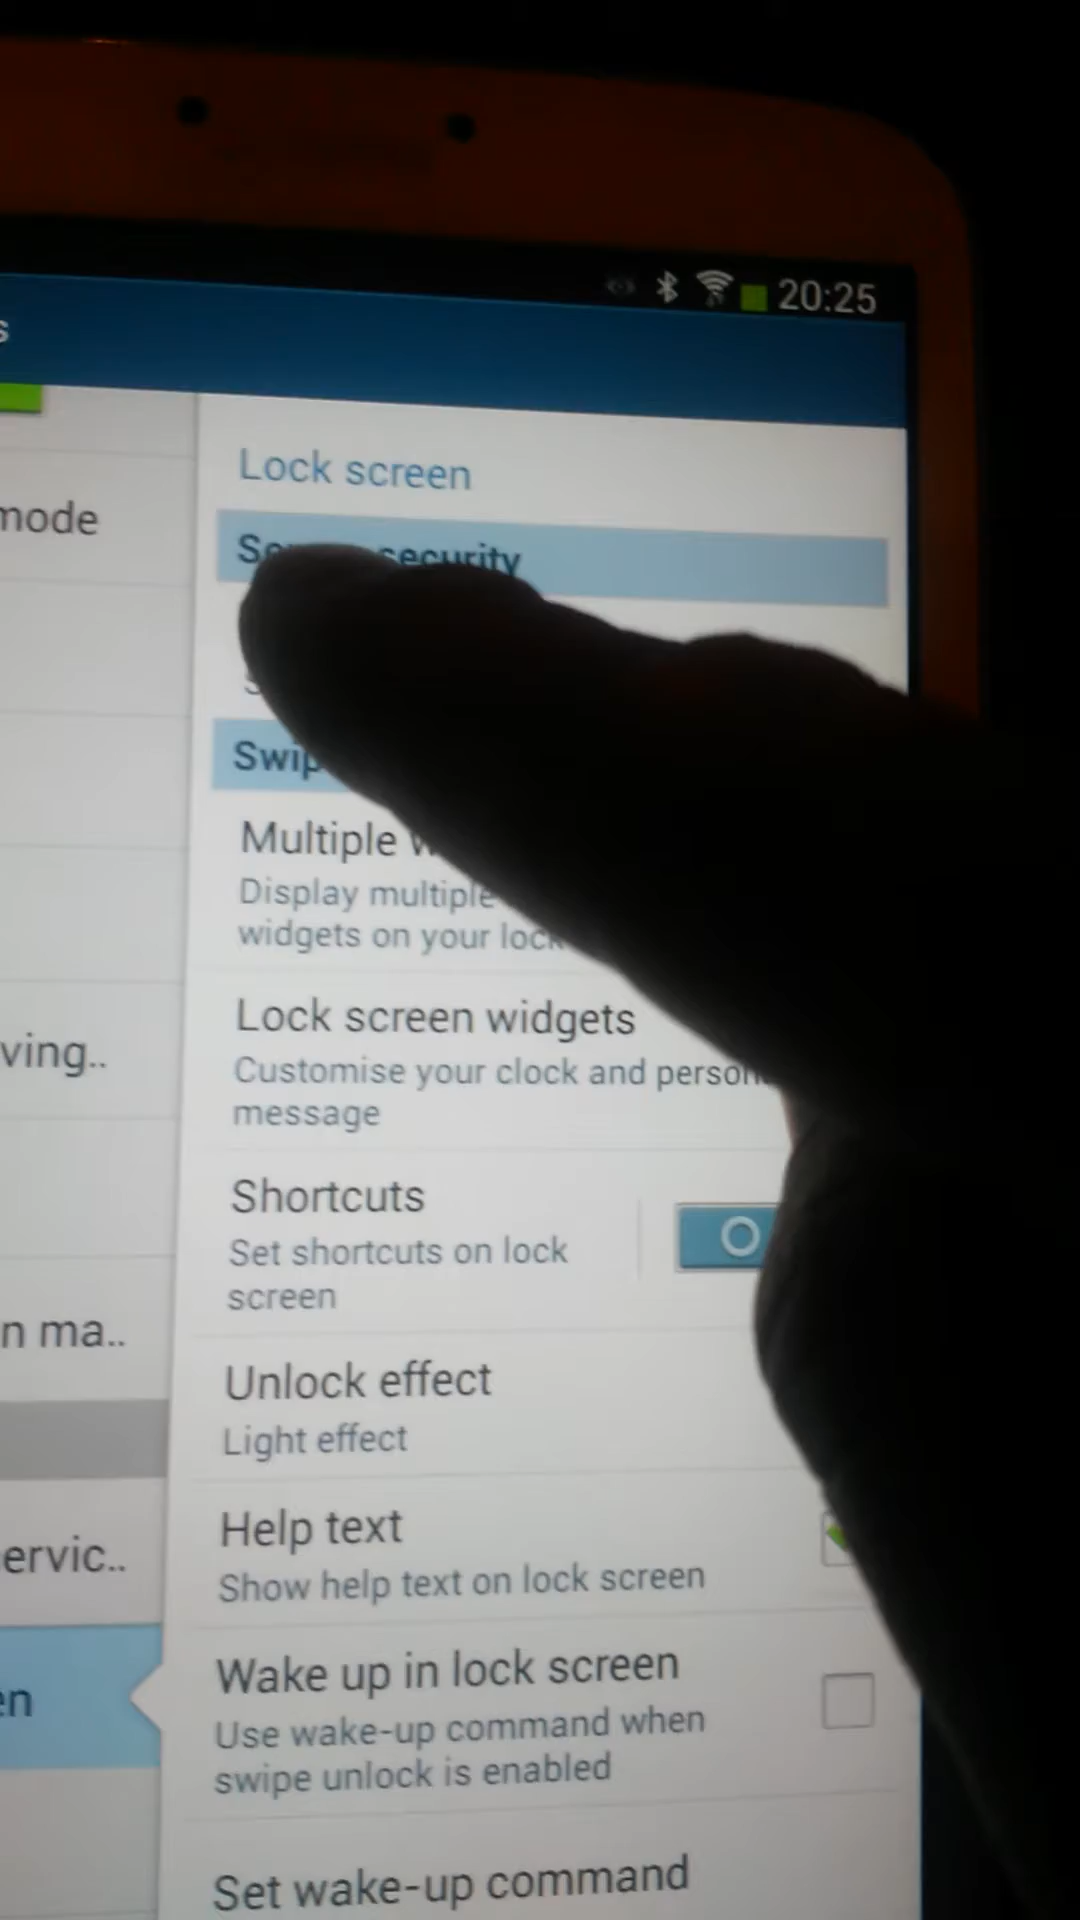 s
20:25
Lock screen
mode
security
Multiple
Display multiple
widgets on your lock
Lock screen widgets
ving..
Customise your clock and person
message
Shortcuts
Set shortcuts on lock
screen
n ma..
Unlock effect
Light effect
Help text
ervic..
Show help text on lock screen
Wake up in lock screen
en
Use wake-up command when
swipe unlock is enabled
Set wake-up command